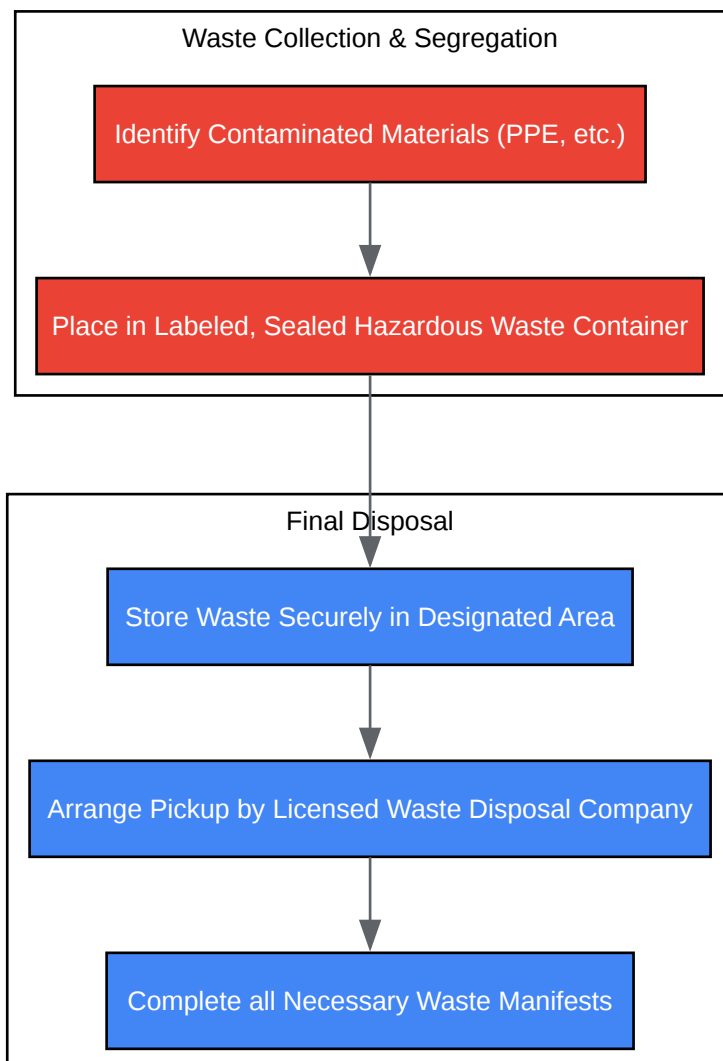 Waste Collection & Segregation
Identify Contaminated Materials (PPE, etc.)
Place in Labeled, Sealed Hazardous Waste Container
Final Disposal
Store Waste Securely in Designated Area
Arrange Pickup by Licensed Waste Disposal Company
Complete all Necessary Waste Manifests